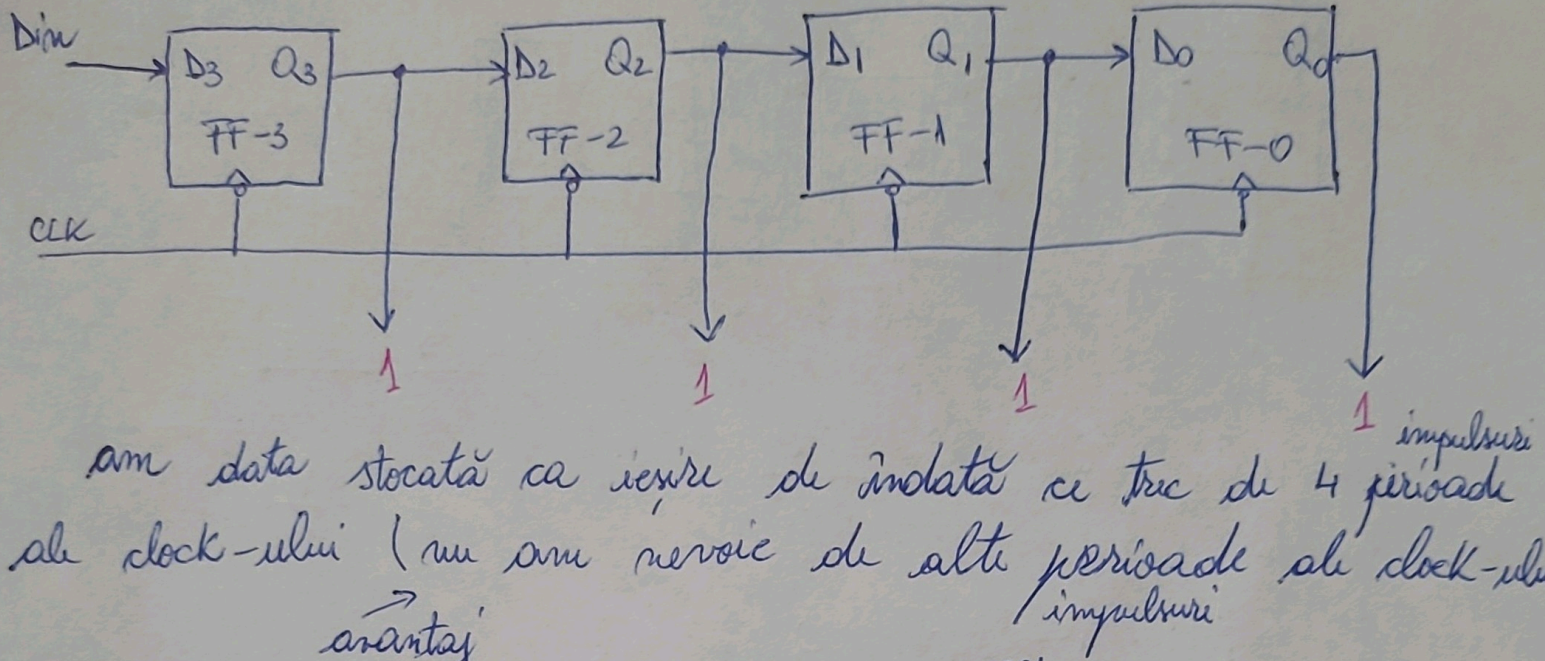 Din
D3 Q3 D2 Q2 D1 Q1 D0 Q0
FF-3 FF-2 FF-1 FF-0
CLK
1 1 1 1
impulsuri
am data stocată ca ieșire de îndată ce trec de 4 perioade
ale clock-ului (nu am nevoie de alte perioade ale clock-ulu
impulsuri
avantaj